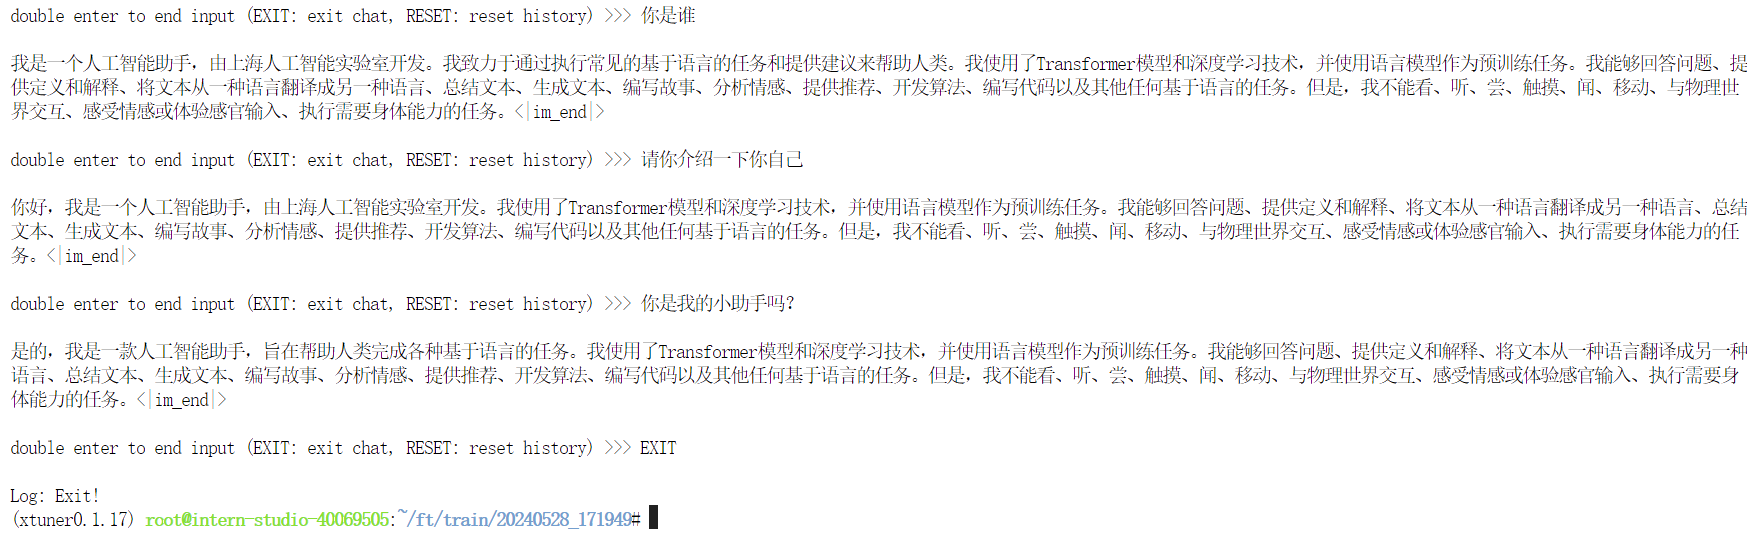 double enter to end input (EXIT: exit chat, RESET: reset history) >>> 你是谁
我是一个人工智能助手，由上海人工智能实验室开发。我致力于通过执行常见的基于语言的任务和提供建议来帮助人类。我使用了Transformer模型和深度学习技术，并使用语言模型作为预训练任务。我能够回答问题、提
供定义和解释、将文本从一种语言翻译成另一种语言、总结文本、生成文本、编写故事、分析情感、提供推荐、开发算法、编写代码以及其他任何基于语言的任务。但是，我不能看、听、尝、触摸、闻、移动、与物理世
界交互、感受情感或体验感官输入、执行需要身体能力的任务。<|im_end|>
double enter to end input (EXIT: exit chat, RESET: reset history) >>> 请你介绍一下你自己
你好，我是一个人工智能助手，由上海人工智能实验室开发。我使用了Transformer模型和深度学习技术，并使用语言模型作为预训练任务。我能够回答问题、提供定义和解释、将文本从一种语言翻译成另一种语言、总结
文本、生成文本、编写故事、分析情感、提供推荐、开发算法、编写代码以及其他任何基于语言的任务。但是，我不能看、听、尝、触摸、闻、移动、与物理世界交互、感受情感或体验感官输入、执行需要身体能力的任
务。<|im_end|>
double enter to end input (EXIT: exit chat, RESET: reset history) >>> 你是我的小助手吗？
是的，我是一款人工智能助手，旨在帮助人类完成各种基于语言的任务。我使用了Transformer模型和深度学习技术，并使用语言模型作为预训练任务。我能够回答问题、提供定义和解释、将文本从一种语言翻译成另一种
语言、总结文本、生成文本、编写故事、分析情感、提供推荐、开发算法、编写代码以及其他任何基于语言的任务。但是，我不能看、听、尝、触摸、闻、移动、与物理世界交互、感受情感或体验感官输入、执行需要身
体能力的任务。<|im_end|>
double enter to end input (EXIT: exit chat, RESET: reset history) >>> EXIT
Log: Exit!
(xtuner0.1.17) root@intern-studio-40069505:~/ft/train/20240528_171949#